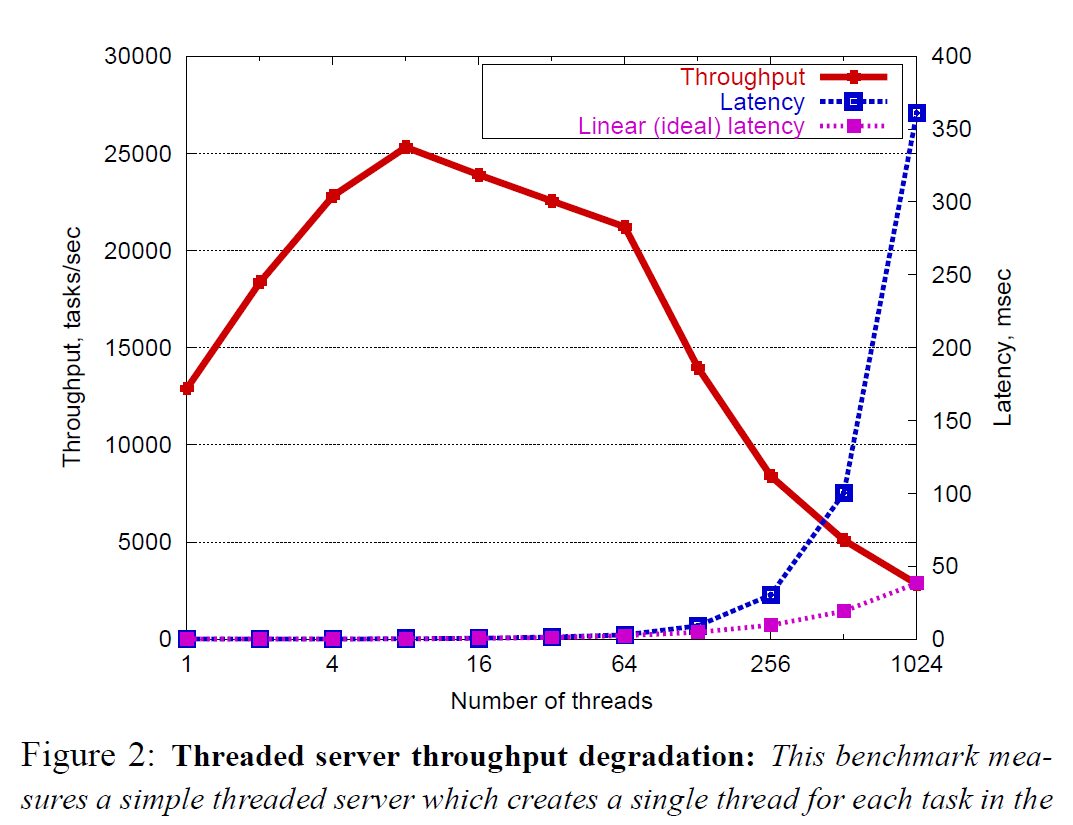 30000
25000
20000
15000
10000
5000
0
Throughput, tasks/sec
Throughput
Latency
Linear (ideal) latency
400
350
300
250
200
150
100
50
0
Latency, msec
1 4 16 64 256 1024
Number of threads
Figure 2: Threaded server throughput degradation: This benchmark mea-
sures a simple threaded server which creates a single thread for each task in the